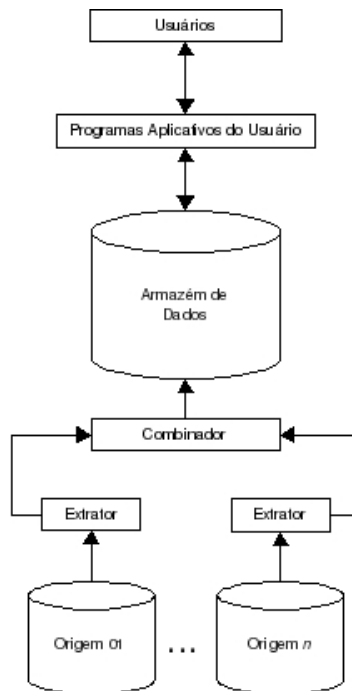 Usuários
Programas Aplicativos do Usuário
Armazém de
Dados
Combinador
Extrator
Extrator
Origem 01
...
Origem n